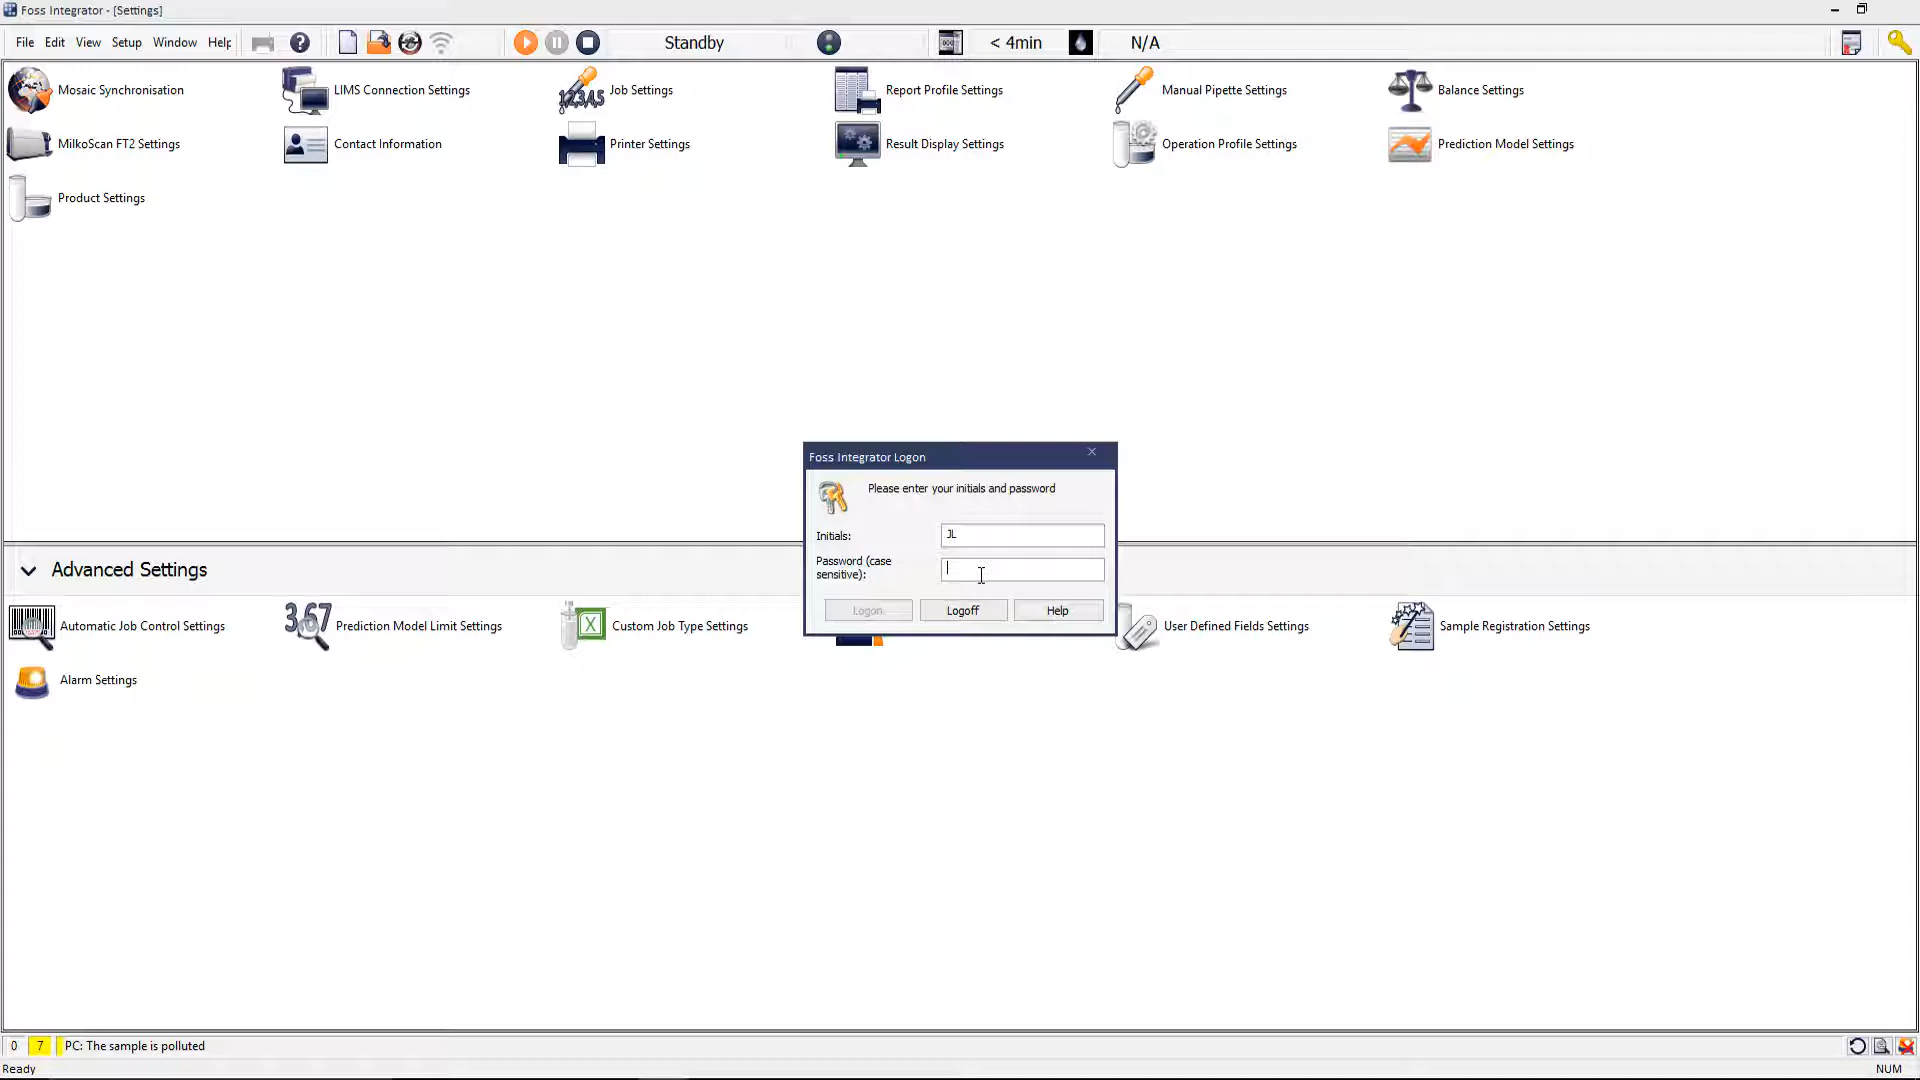 Foss Integrator - [Settings]
File Edit View Setup Window Help Standby < 4min N/A
Mosaic Synchronisation LIMS Connection Settings Job Settings Report Profile Settings Manual Pipette Settings Balance Settings
MilkoScan FT2 Settings Contact Information Printer Settings Result Display Settings Operation Profile Settings Prediction Model Settings
Product Settings
Foss Integrator Logon
Please enter your initials and password
Initials: JL
Password (case
sensitive):
Logon Logoff Help
Advanced Settings
Automatic Job Control Settings Prediction Model Limit Settings Custom Job Type Settings User Defined Fields Settings Sample Registration Settings
Alarm Settings
0 7 PC: The sample is polluted
Ready NUM